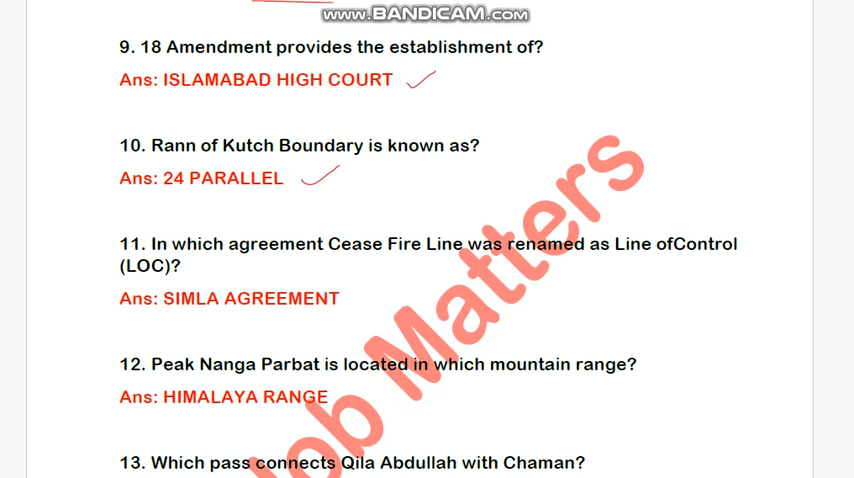 www.BANDICAM.com
9. 18 Amendment provides the establishment of?
Ans: ISLAMABAD HIGH COURT
10. Rann of Kutch Boundary is known as?
Ans: 24 PARALLEL
11. In which agreement Cease Fire Line was renamed as Line ofControl
(LOC)?
Ans: SIMLA AGREEMENT
12. Peak Nanga Parbat is located in which mountain range?
Ans: HIMALAYA RANGE
13. Which pass connects Qila Abdullah with Chaman?
Job Matters